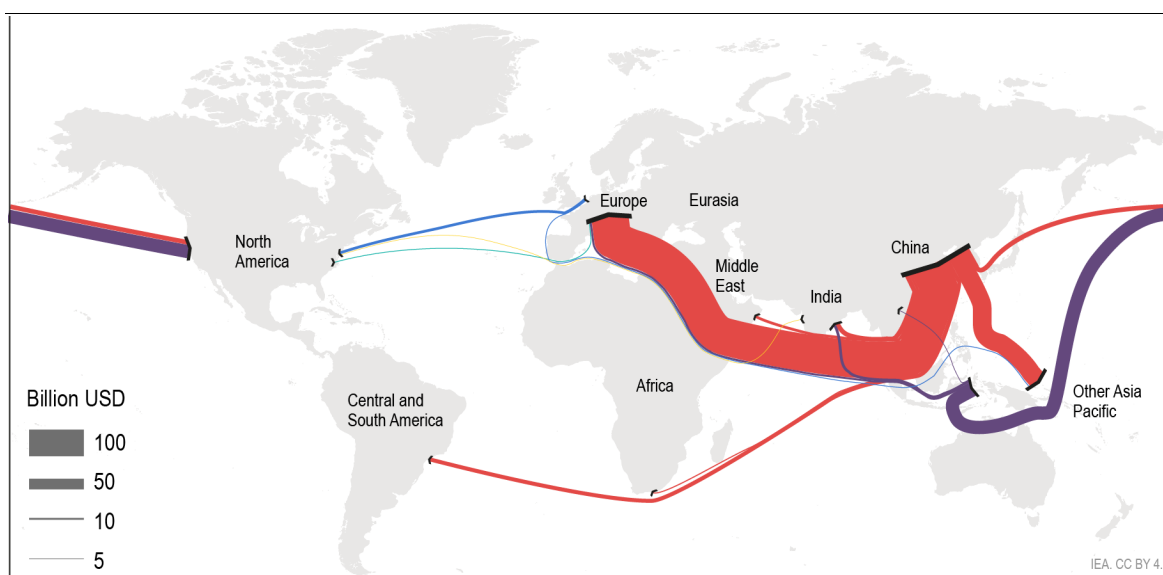 Europe
Eurasia
North
America
China
Middle
East
India
Africa
Central and
South America
Other Asia
Pacific
Billion USD
100
50
10
5
IEA. CC BY 4.